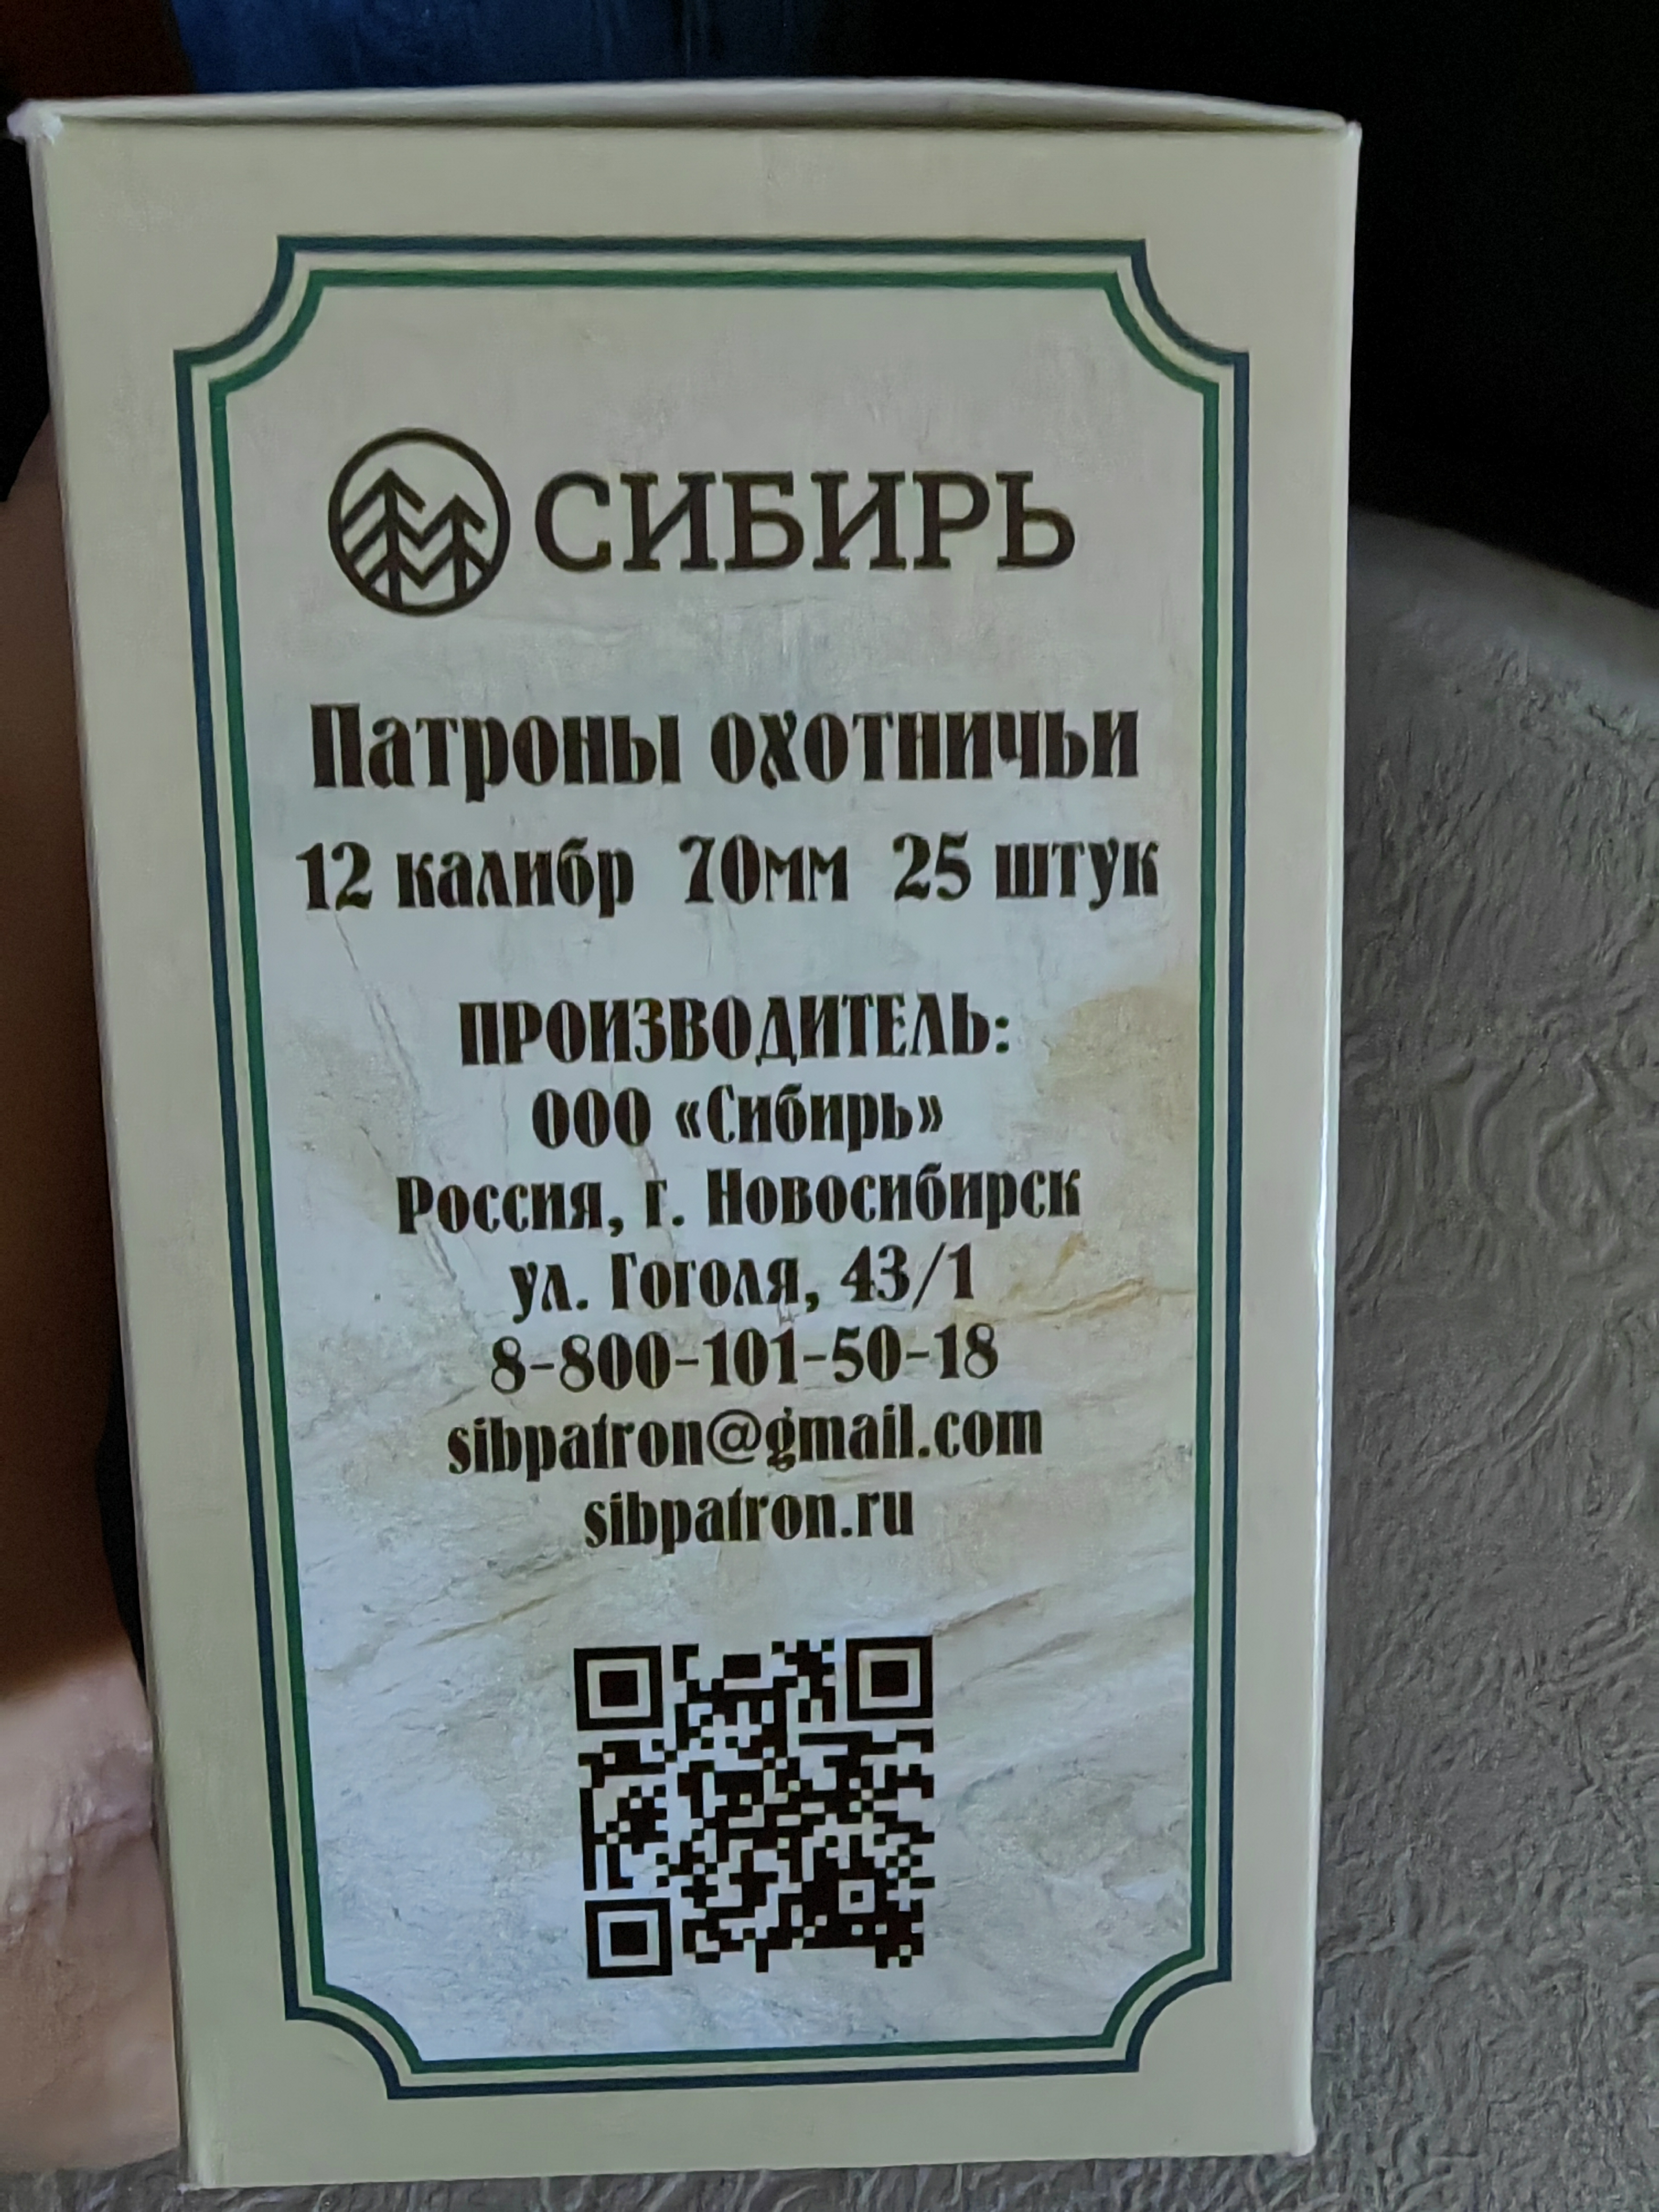 СИБИРЬ
Патроны охотничьи
12 калибр 70мм 25 штук
ПРОИЗВОДИТЕЛЬ:
ООО «Сибирь»
Россия, г. Новосибирск
ул. Гоголя, 43/1
8-800-101-50-18
sibpatron@gmail.com
sibpatron.ru